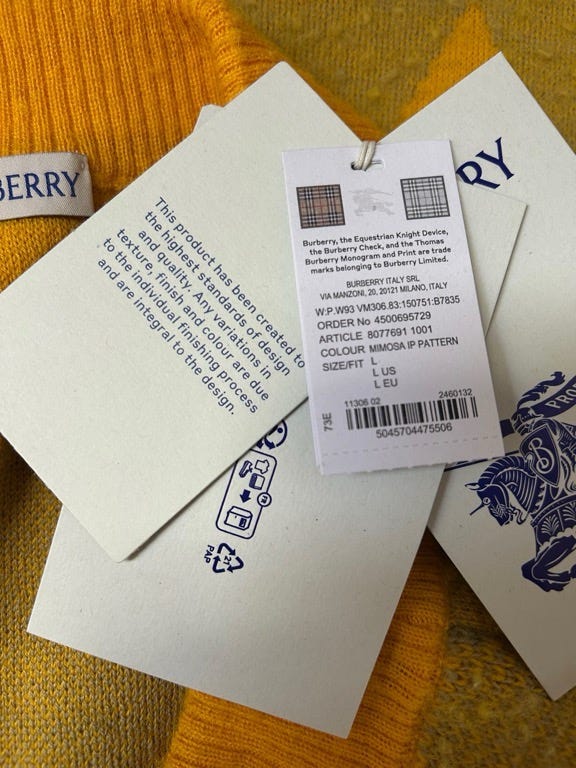 BERRY
This product has been created to
the highest standards of design
and quality. Any variations in
texture, finish and colour are due
to the individual finishing process
and are integral to the design.
RY
Burberry, the Equestrian Knight Device,
the Burberry Check, and the Thomas
Burberry Monogram and Print are trade
marks belonging to Burberry Limited.
BURBERRY ITALY SRL
VIA MANZONI, 20, 20121 MILANO, ITALY
W:P.W93 VM306.83:150751:B7835
ORDER No 4500695729
ARTICLE 8077691 1001
COLOUR MIMOSA IP PATTERN
SIZE/FIT L
L US
L EU
73E
11306 02 2460132
5045704475506
PRO
B
21
PAP